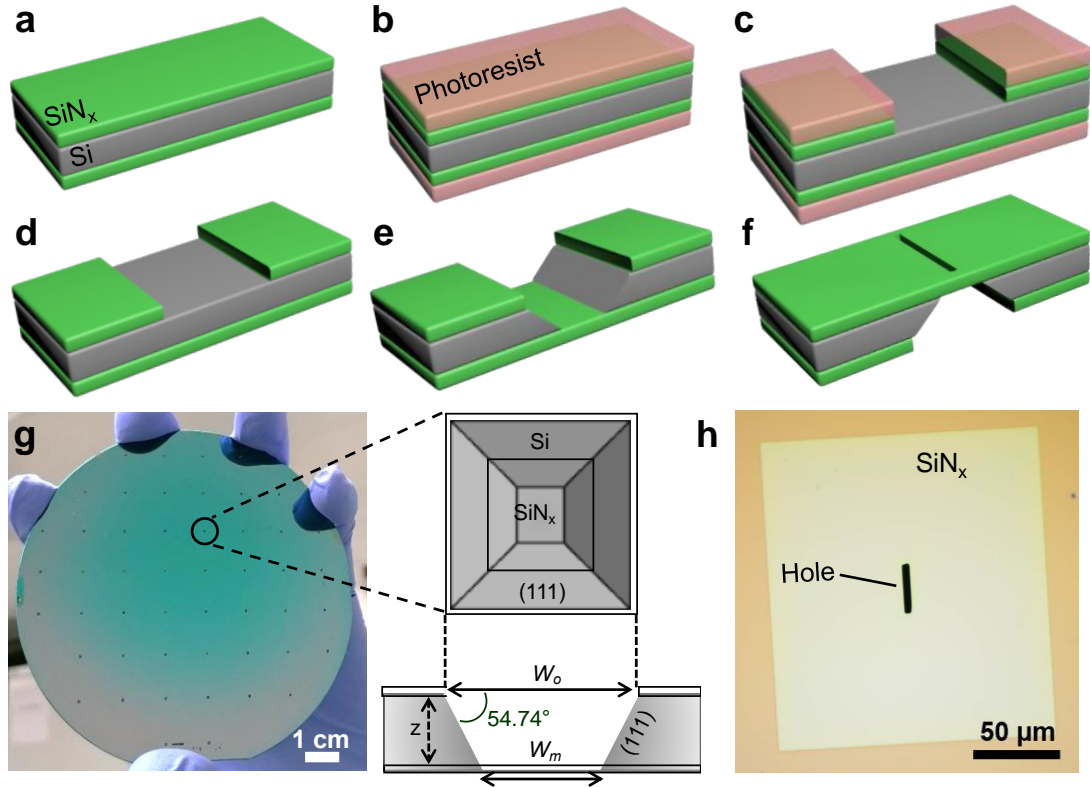 a
b
c
SiNₓ
Si
Photoresist
d
e
f
g
1 cm
Si
SiNₓ
(111)
Wₒ
z
54.74°
(111)
Wₘ
h
SiNₓ
Hole
50 µm